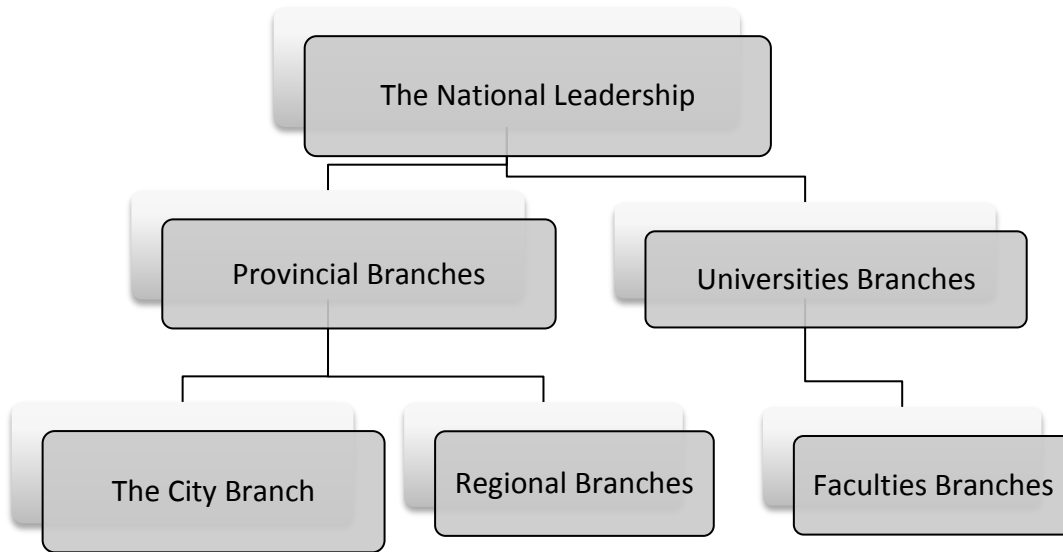 The National Leadership
Provincial Branches
Universities Branches
The City Branch
Regional Branches
Faculties Branches